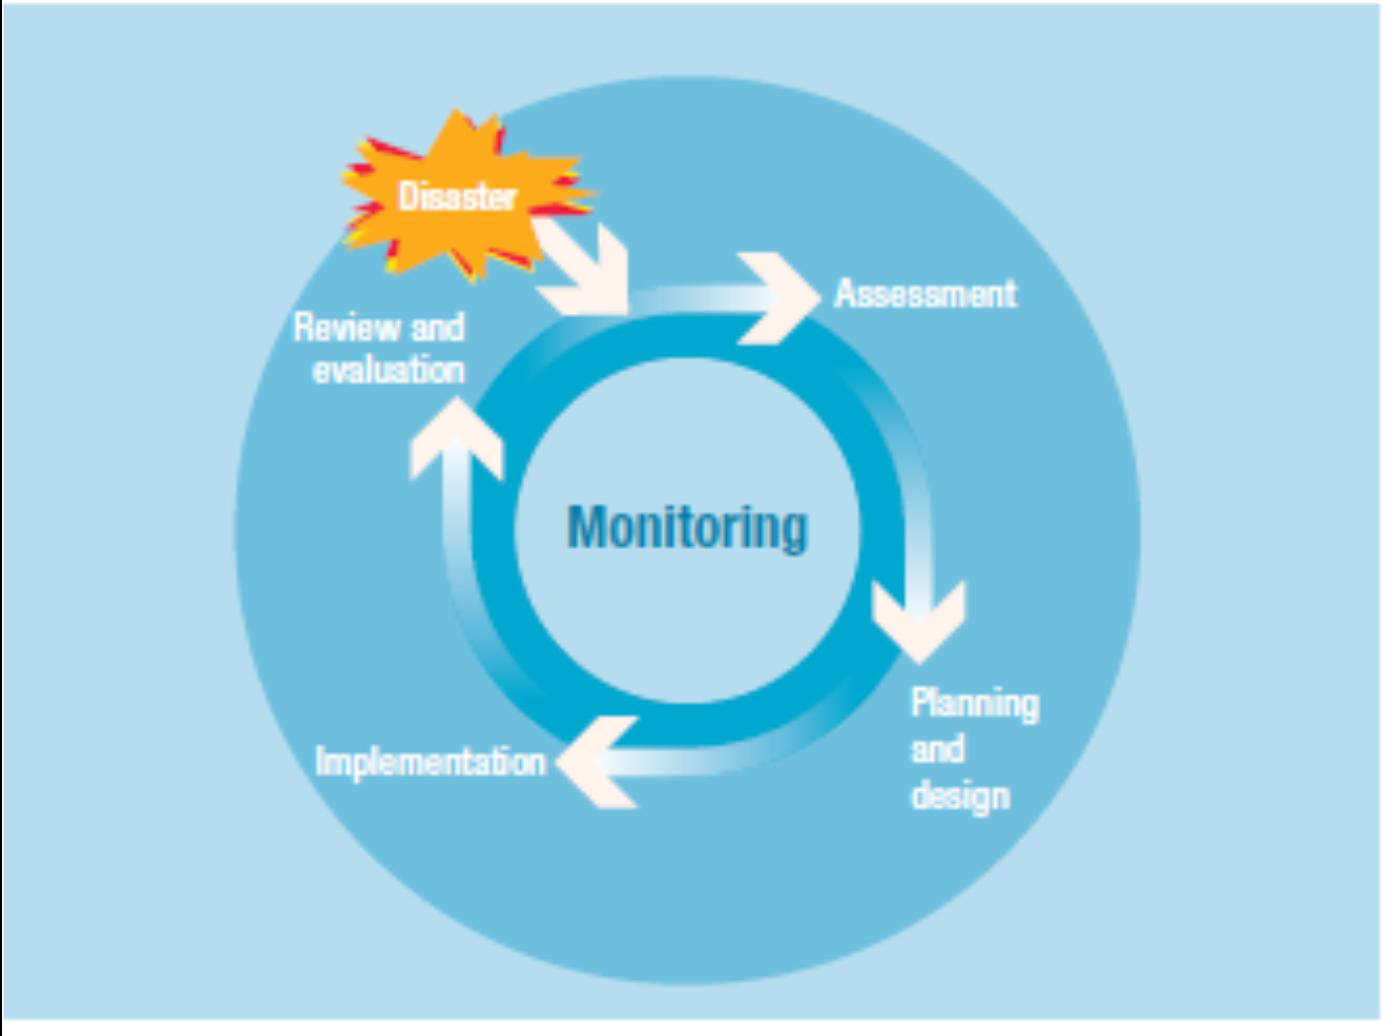 Disaster
Assessment
Review and
evaluation
Monitoring
Planning
and
design
Implementation